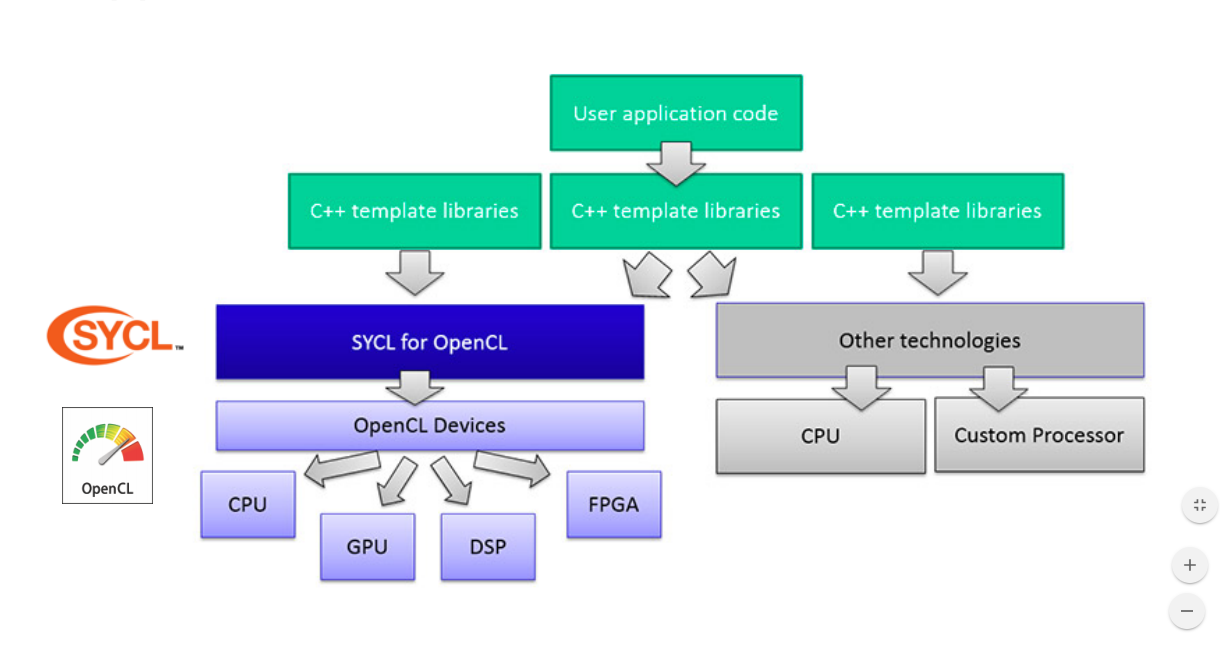 User application code
C++ template libraries
C++ template libraries
C++ template libraries
SYCL™
SYCL for OpenCL
Other technologies
OpenCL Devices
CPU
Custom Processor
OpenCL
CPU
FPGA
GPU
DSP